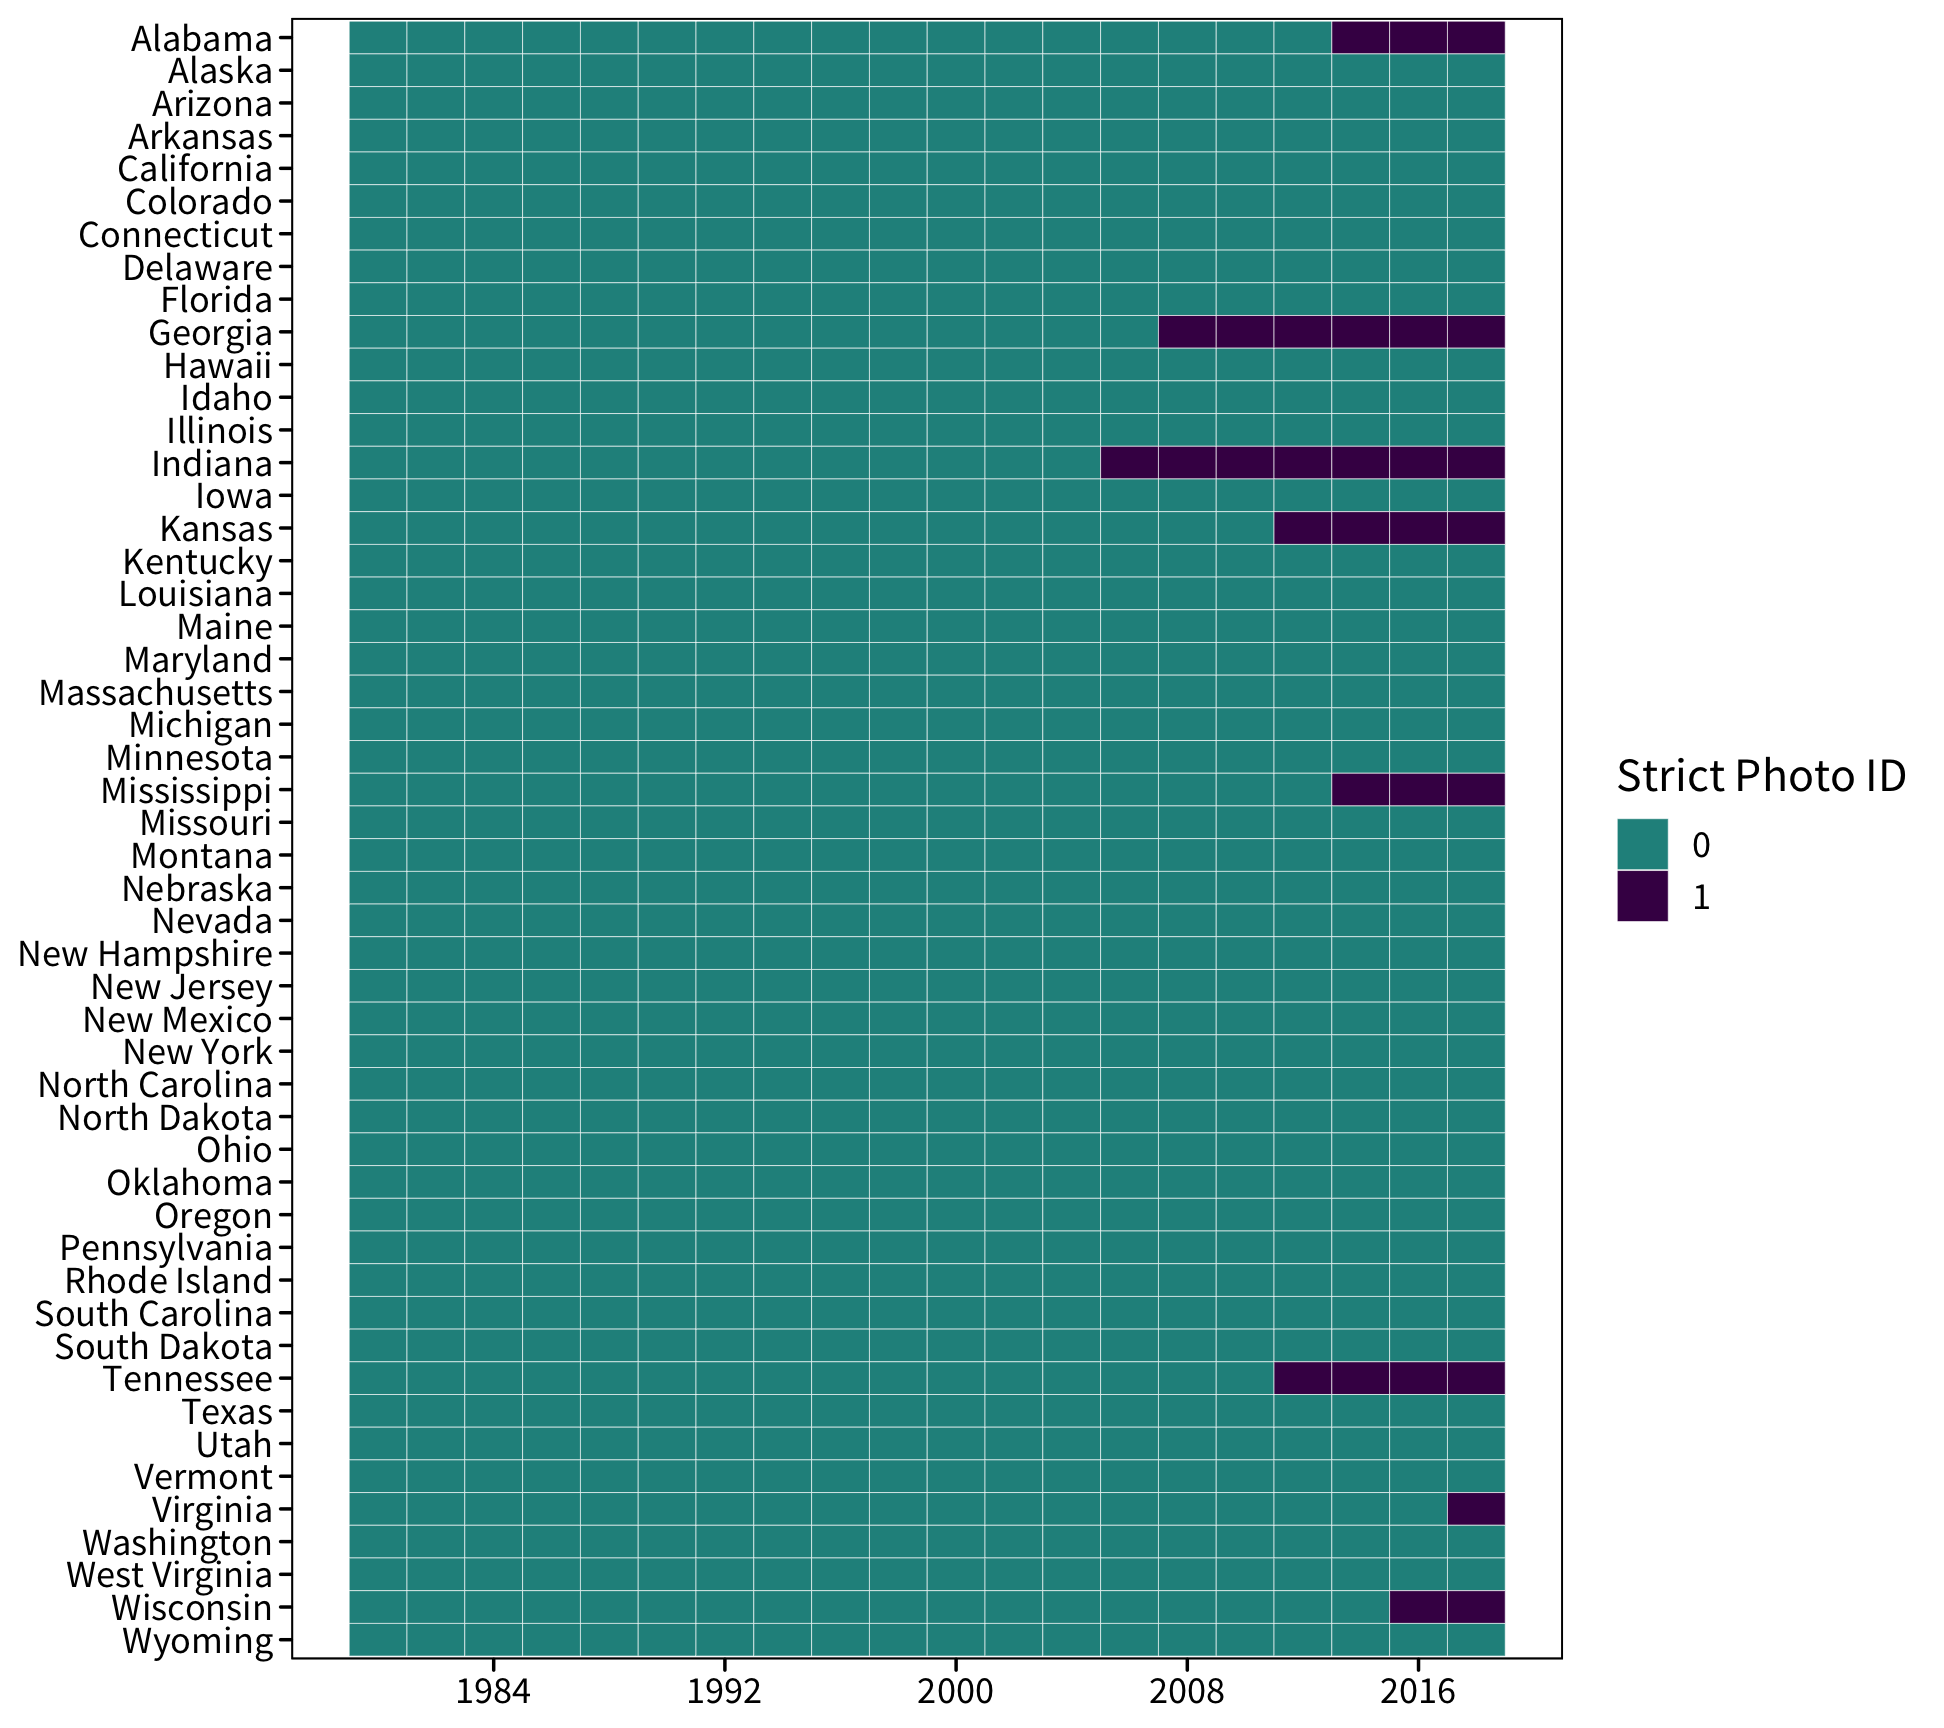 Alabama
Alaska
Arizona
Arkansas
California
Colorado
Connecticut
Delaware
Florida
Georgia
Hawaii
Idaho
Illinois
Indiana
Iowa
Kansas
Kentucky
Louisiana
Maine
Maryland
Massachusetts
Michigan
Minnesota
Mississippi
Missouri
Montana
Nebraska
Nevada
New Hampshire
New Jersey
New Mexico
New York
North Carolina
North Dakota
Ohio
Oklahoma
Oregon
Pennsylvania
Rhode Island
South Carolina
South Dakota
Tennessee
Texas
Utah
Vermont
Virginia
Washington
West Virginia
Wisconsin
Wyoming
1984 1992 2000 2008 2016
Strict Photo ID
0
1